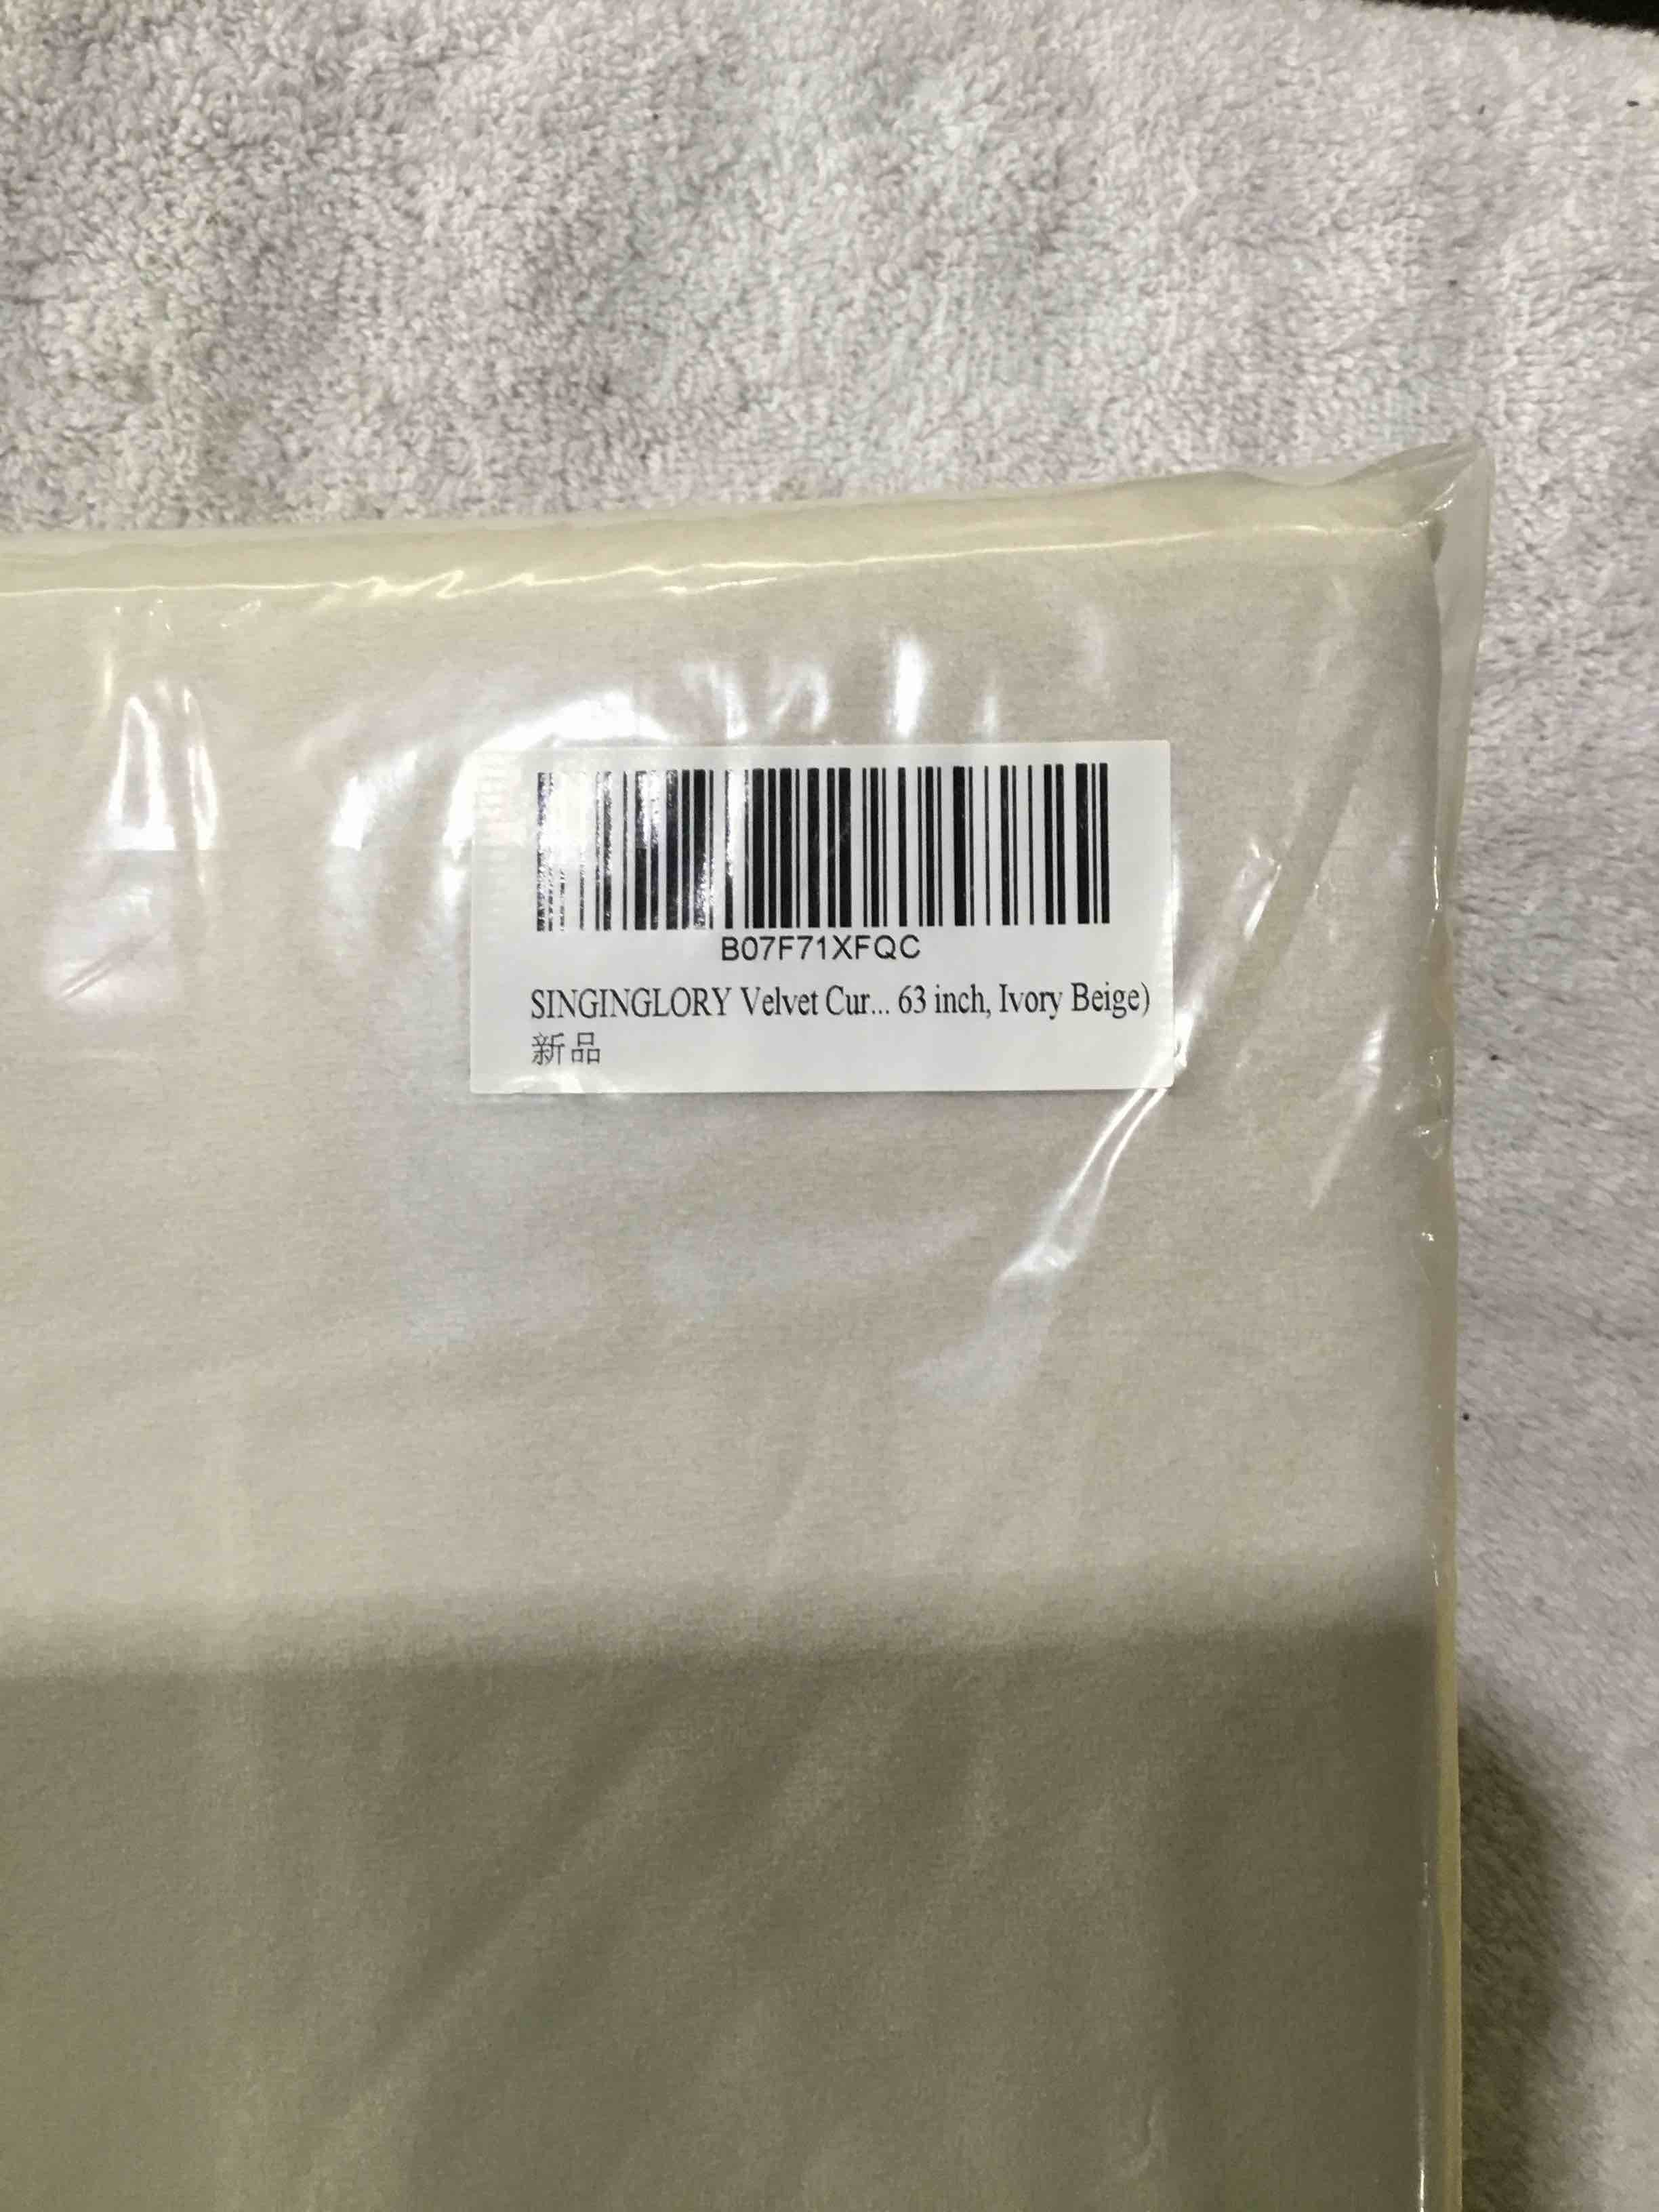 B07F71XFQC
SINGINGLORY Velvet Cur... 63 inch, Ivory Beige)
新品